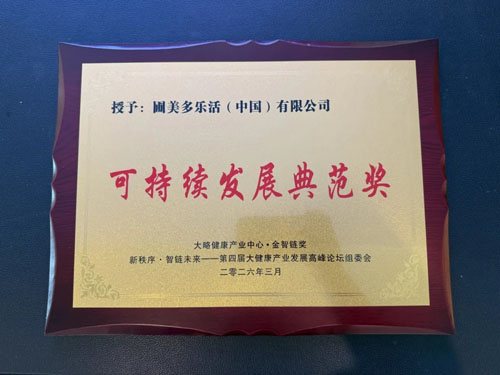 授予：圃美多乐活（中国）有限公司
可持续发展典范奖
大略健康产业中心·金智链奖
新秩序·智链未来——第四届大健康产业发展高峰论坛组委会
二零二六年三月